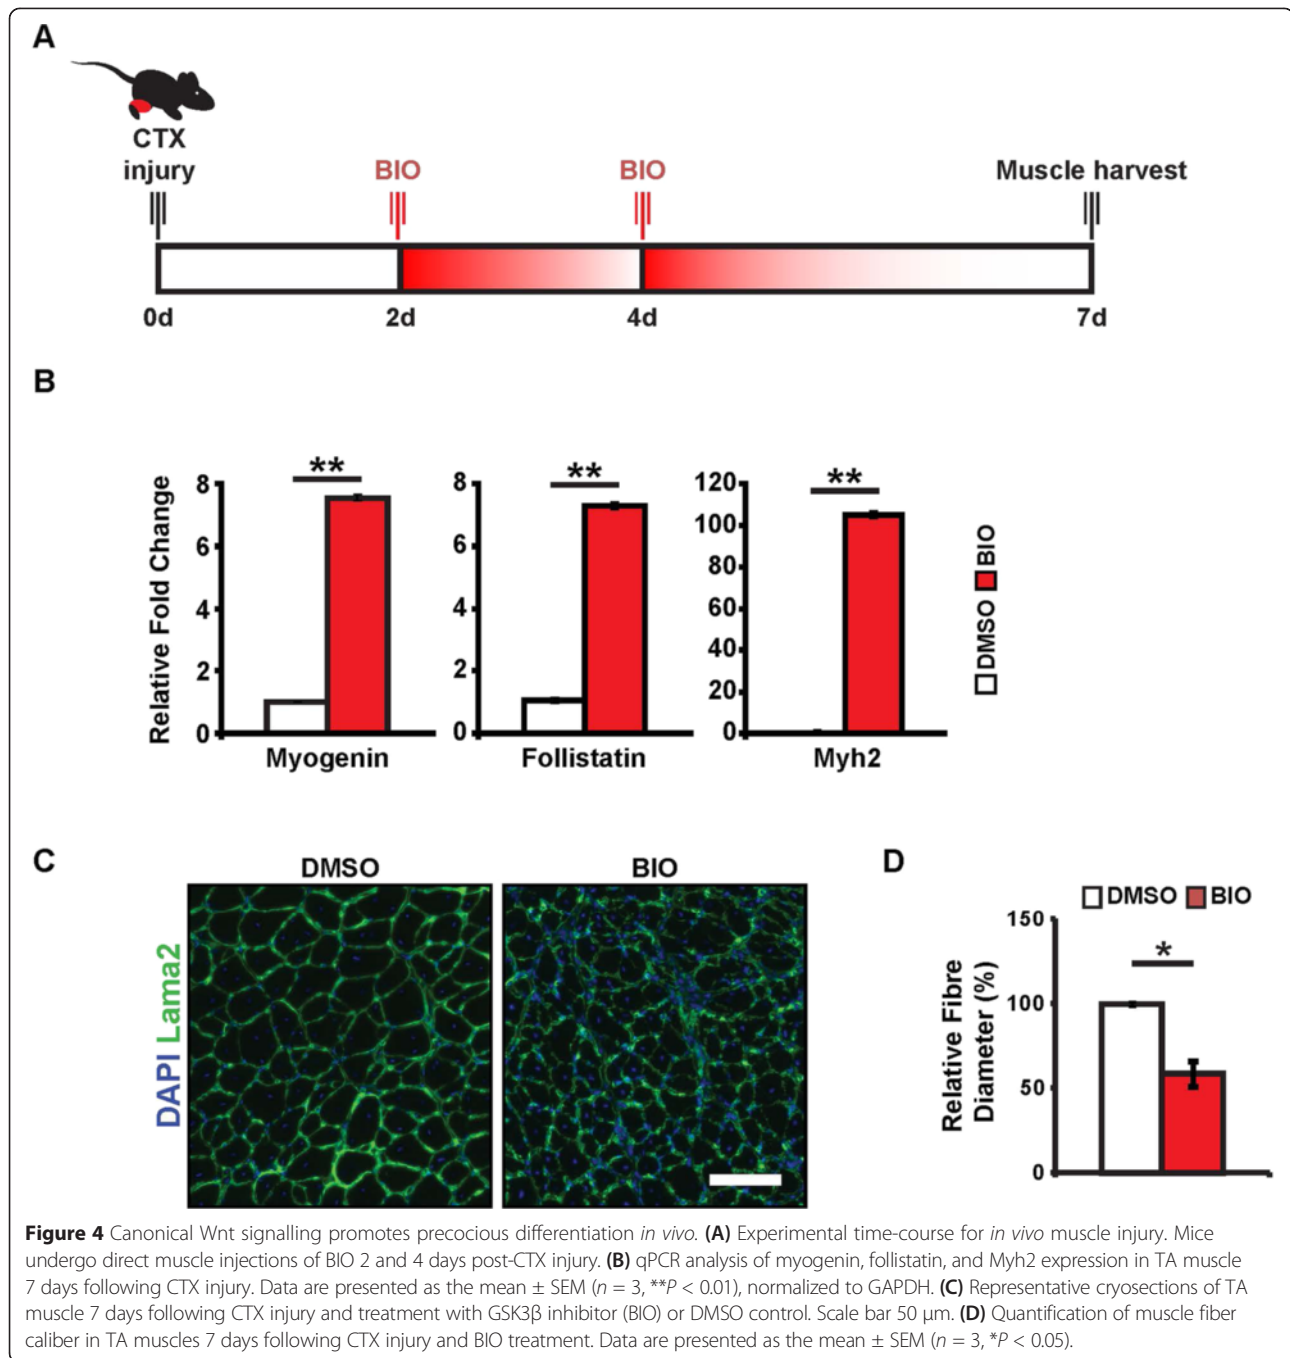 A
CTX
injury
BIO
BIO
Muscle harvest
0d
2d
4d
7d
B
Relative Fold Change
8
6
4
2
0
**
Myogenin
8
6
4
2
0
**
Follistatin
120
100
80
60
40
20
0
**
Myh2
DMSO BIO
C
DMSO
BIO
DAPI Lama2
D
DMSO BIO
Relative Fibre
Diameter (%)
150
100
50
0
*
Figure 4 Canonical Wnt signalling promotes precocious differentiation in vivo. (A) Experimental time-course for in vivo muscle injury. Mice
undergo direct muscle injections of BIO 2 and 4 days post-CTX injury. (B) qPCR analysis of myogenin, follistatin, and Myh2 expression in TA muscle
7 days following CTX injury. Data are presented as the mean ± SEM (n = 3, **P < 0.01), normalized to GAPDH. (C) Representative cryosections of TA
muscle 7 days following CTX injury and treatment with GSK3β inhibitor (BIO) or DMSO control. Scale bar 50 μm. (D) Quantification of muscle fiber
caliber in TA muscles 7 days following CTX injury and BIO treatment. Data are presented as the mean ± SEM (n = 3, *P < 0.05).